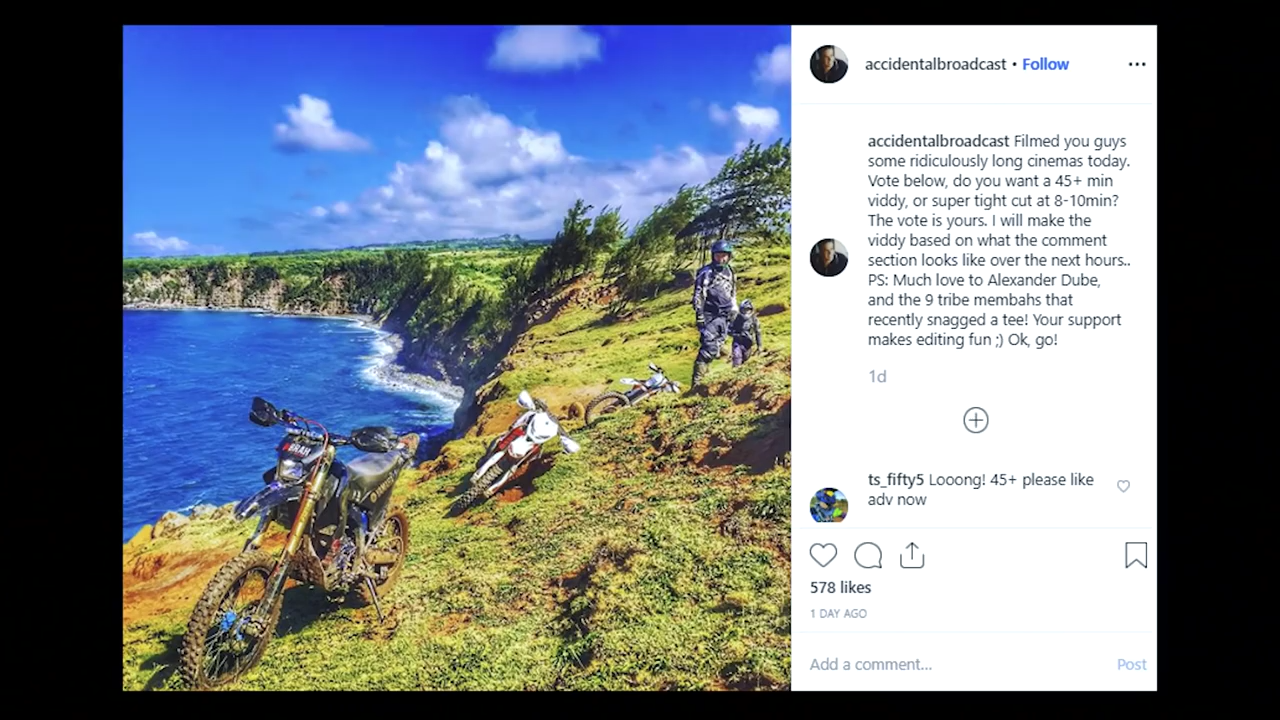 accidentalbroadcast • Follow
accidentalbroadcast Filmed you guys
some ridiculously long cinemas today.
Vote below, do you want a 45+ min
viddy, or super tight cut at 8-10min?
The vote is yours. I will make the
viddy based on what the comment
section looks like over the next hours..
PS: Much love to Alexander Dube,
and the 9 tribe membahs that
recently snagged a tee! Your support
makes editing fun ;) Ok, go!
1d
ts_fifty5 Looong! 45+ please like
adv now
578 likes
1 DAY AGO
Add a comment... Post